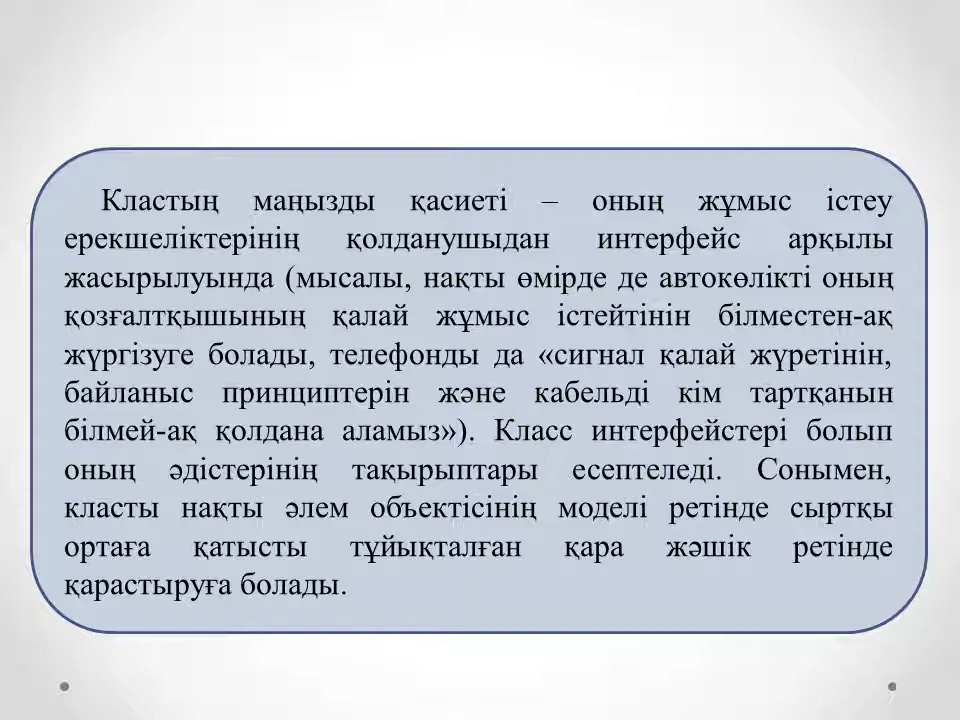 Кластың маңызды қасиеті – оның жұмыс істеу
ерекшеліктерінің қолданушыдан интерфейс арқылы
жасырылуында (мысалы, нақты өмірде де автокөлікті оның
қозғалтқышының қалай жұмыс істейтінін білместен-ақ
жүргізуге болады, телефонды да «сигнал қалай жүретінін,
байланыс принциптерін және кабельді кім тартқанын
білмей-ақ қолдана аламыз»). Класс интерфейстері болып
оның әдістерінің тақырыптары есептеледі. Сонымен,
класты нақты әлем объектісінің моделі ретінде сыртқы
ортаға қатысты тұйықталған қара жәшік ретінде
қарастыруға болады.